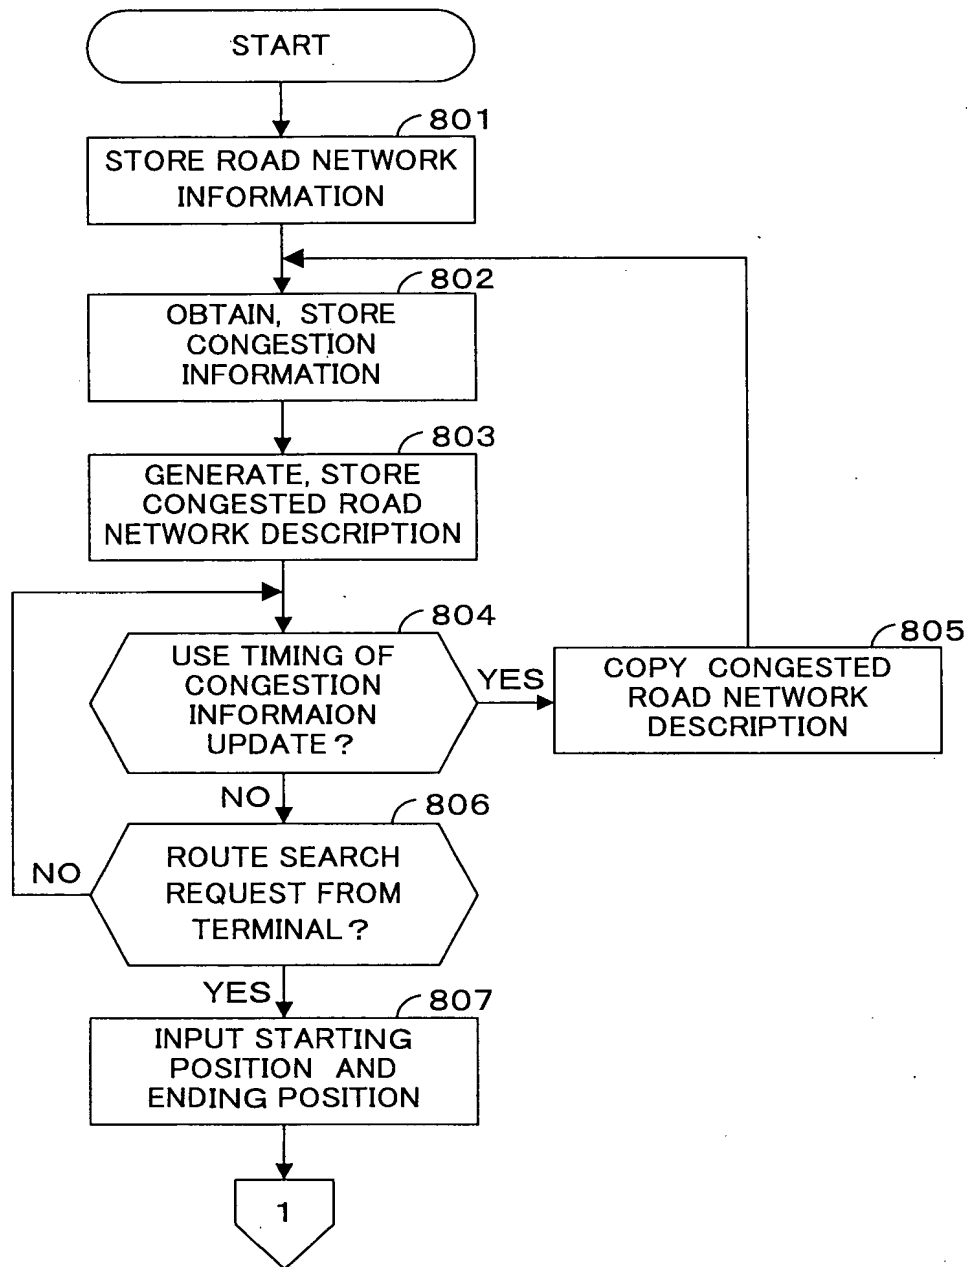 START
801
STORE ROAD NETWORK
INFORMATION
802
OBTAIN, STORE
CONGESTION
INFORMATION
803
GENERATE, STORE
CONGESTED ROAD
NETWORK DESCRIPTION
804
USE TIMING OF
CONGESTION
INFORMAION
UPDATE?
YES
805
COPY CONGESTED
ROAD NETWORK
DESCRIPTION
NO
806
ROUTE SEARCH
REQUEST FROM
TERMINAL?
NO
YES
807
INPUT STARTING
POSITION AND
ENDING POSITION
1